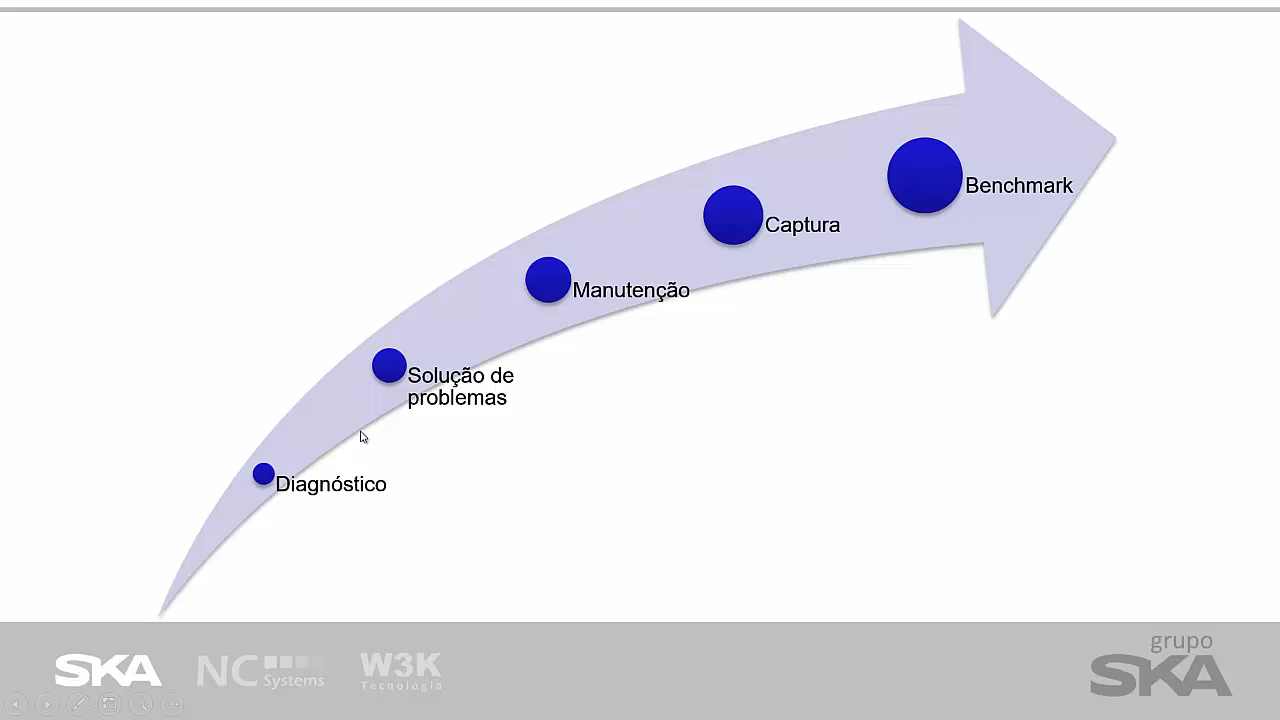 Benchmark
Captura
Manutenção
Solução de
problemas
Diagnóstico
SKA
NC Systems
W3K
Tecnologia
grupo
SKA